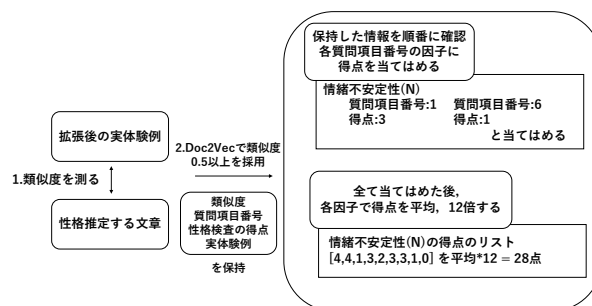 拡張後の実体験例
1.類似度を測る
性格推定する文章
2.Doc2Vecで類似度
0.5以上を採用
類似度
質問項目番号
性格検査の得点
実体験例
を保持
保持した情報を順番に確認
各質問項目番号の因子に
得点を当てはめる
情緒不安定性(N)
質問項目番号:1 質問項目番号:6
得点:3 得点:1
と当てはめる
全て当てはめた後,
各因子で得点を平均, 12倍する
情緒不安定性(N)の得点のリスト
[4,4,1,3,2,3,3,1,0] を平均*12 = 28点